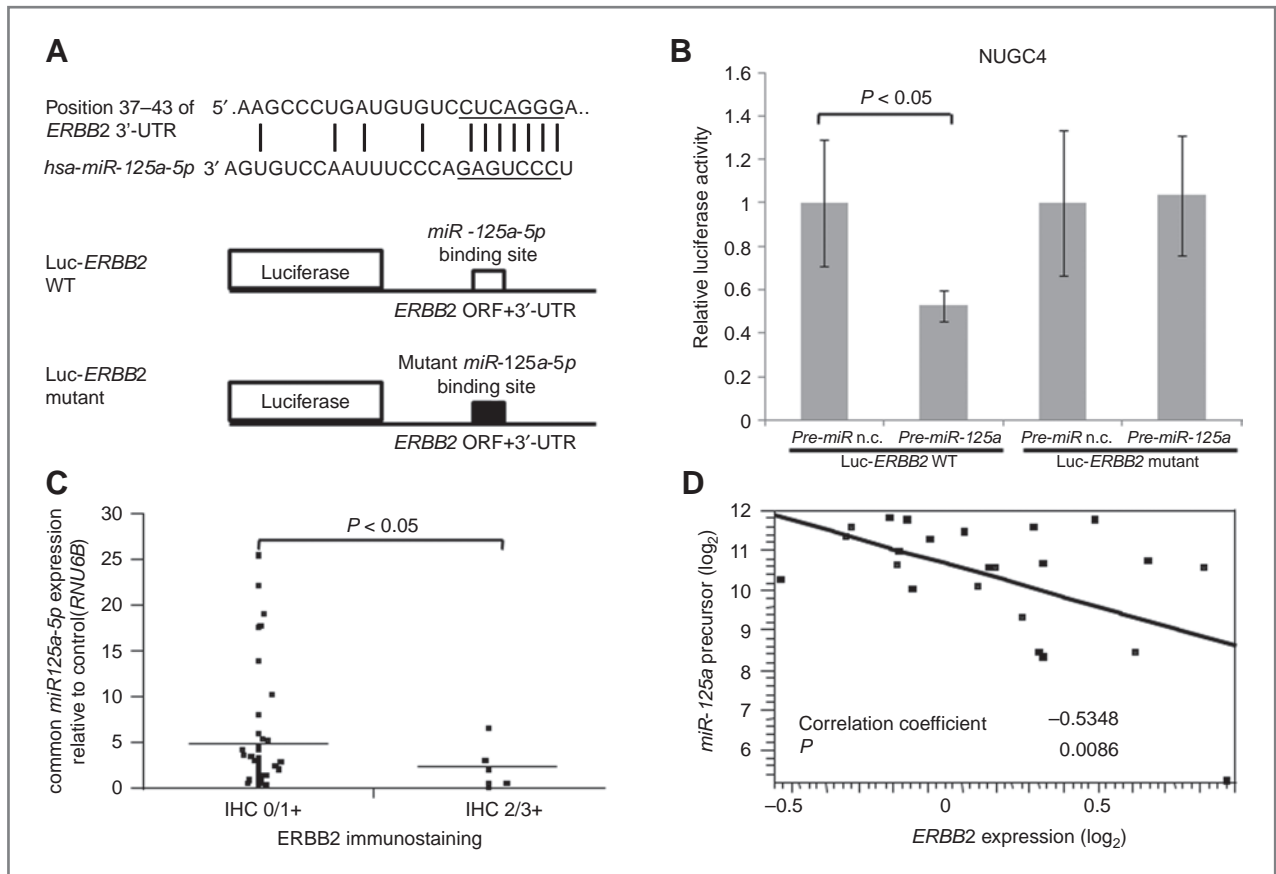 A
Position 37–43 of 5′ .AAGCCCUGAUGUGUCCUCAGGGA..
ERBB2 3'-UTR
hsa-miR-125a-5p 3′ AGUGUCCAAUUUCCCAGAGUCCCU
Luc-ERBB2
WT
Luciferase
miR -125a-5p
binding site
ERBB2 ORF+3′-UTR
Luc-ERBB2
mutant
Luciferase
Mutant miR-125a-5p
binding site
ERBB2 ORF+3′-UTR
B
NUGC4
Relative luciferase activity
1.6
1.4
1.2
1
0.8
0.6
0.4
0.2
0
P < 0.05
Pre-miR n.c. Pre-miR-125a Pre-miR n.c. Pre-miR-125a
Luc-ERBB2 WT Luc-ERBB2 mutant
C
common miR125a-5p expression
relative to control(RNU6B)
30
25
20
15
10
5
0
P < 0.05
IHC 0/1+ IHC 2/3+
ERBB2 immunostaining
D
miR-125a precursor (log2)
12
11
10
9
8
7
6
Correlation coefficient −0.5348
P 0.0086
−0.5 0 0.5
ERBB2 expression (log2)